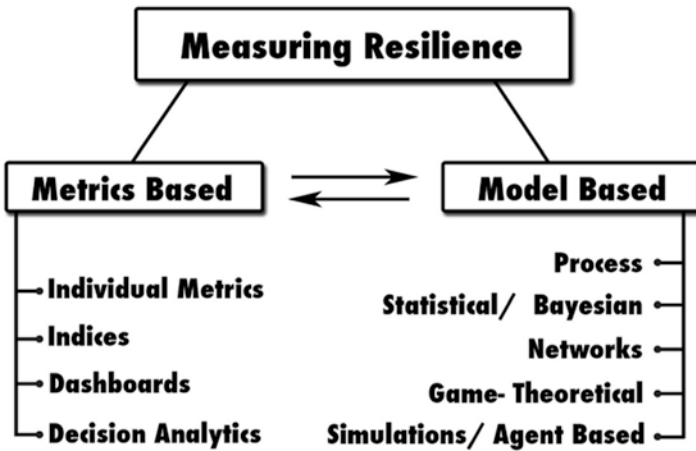 Measuring Resilience
Metrics Based
Model Based
Individual Metrics
Indices
Dashboards
Decision Analytics
Process
Statistical/ Bayesian
Networks
Game- Theoretical
Simulations/ Agent Based